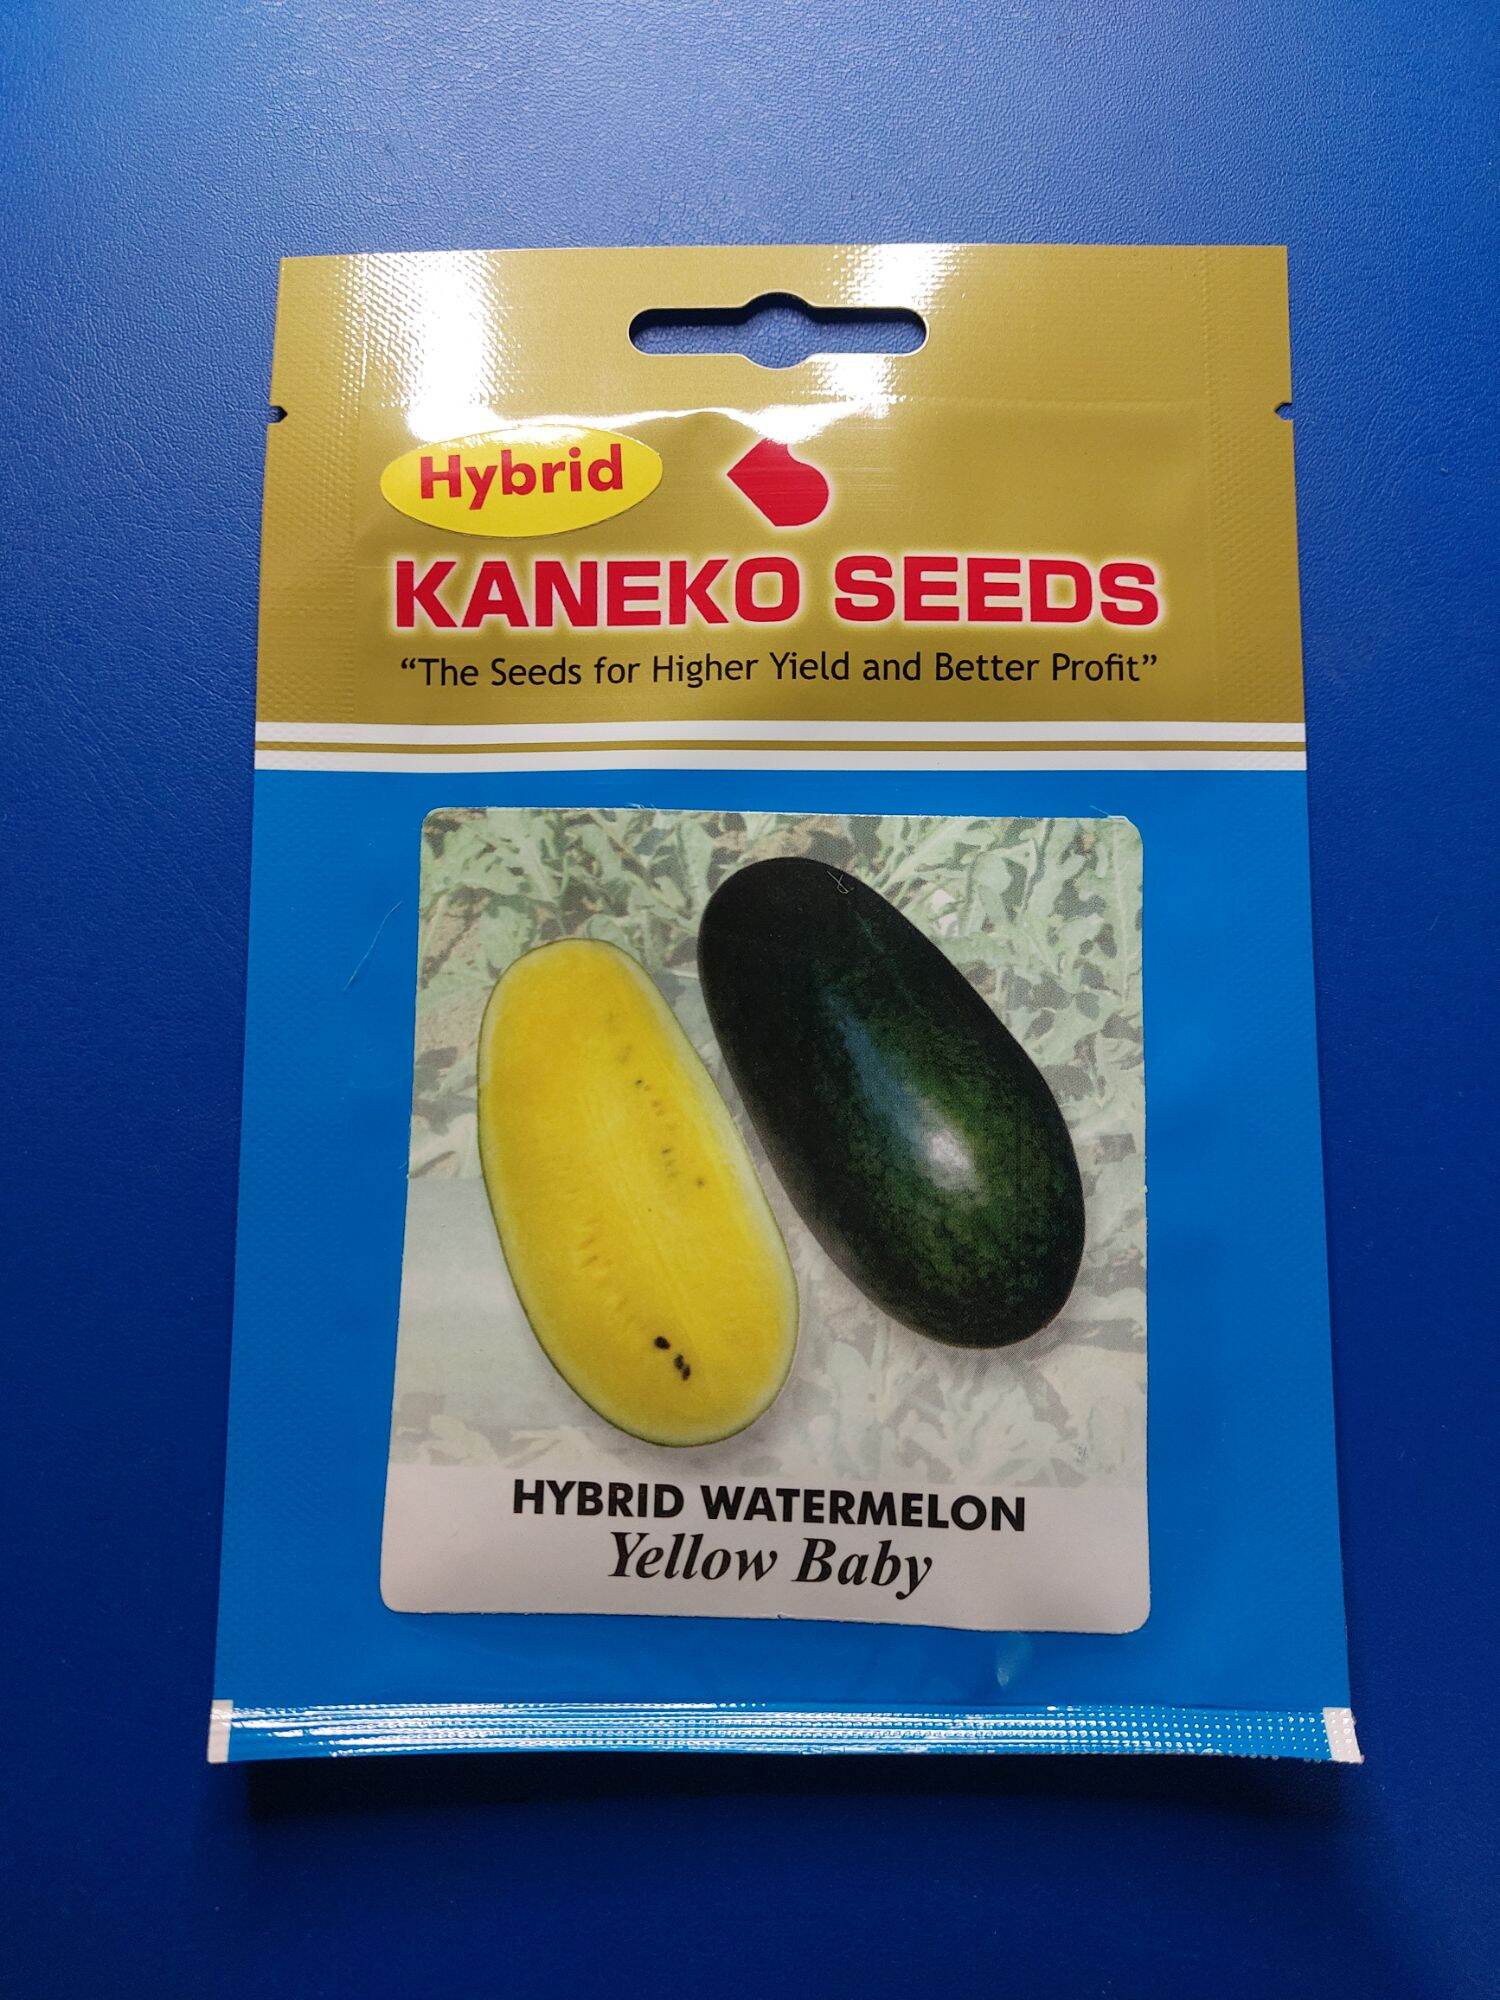 Hybrid
KANEKO SEEDS
“The Seeds for Higher Yield and Better Profit”
HYBRID WATERMELON
Yellow Baby